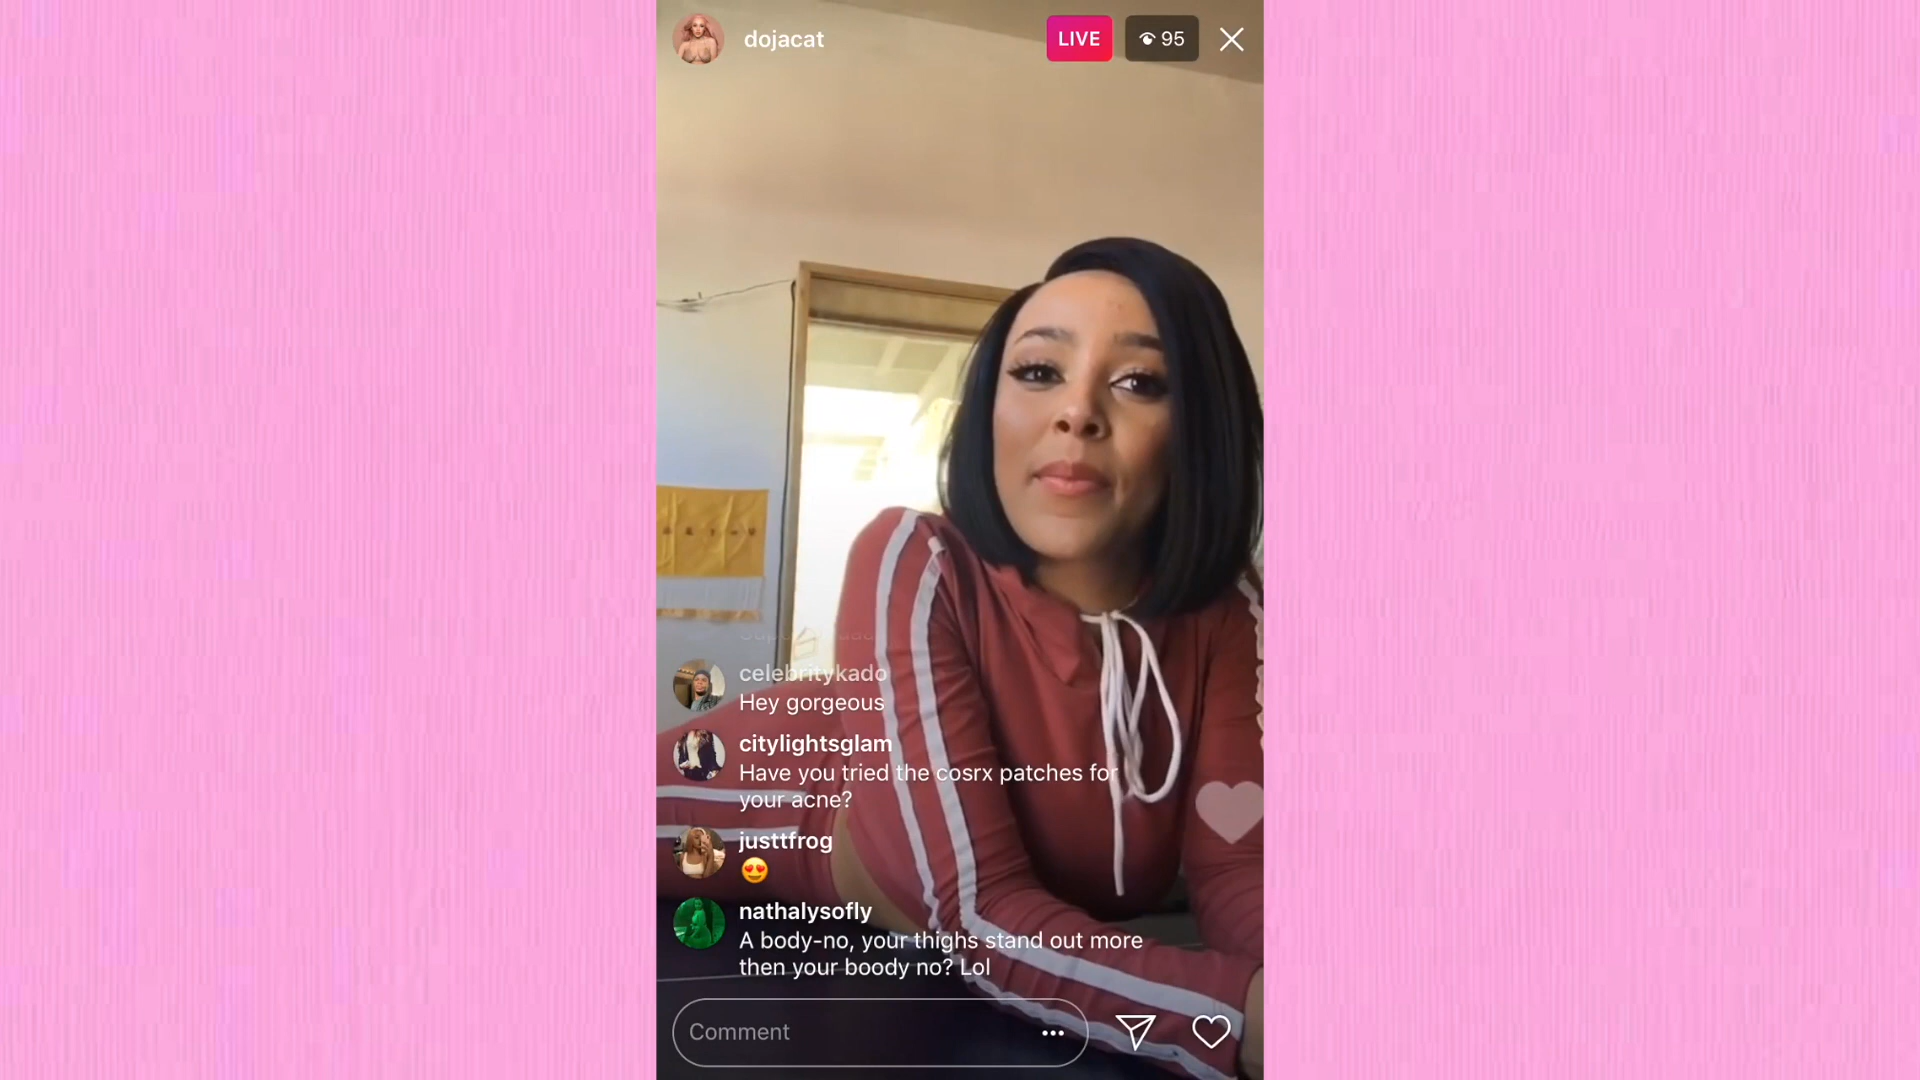 dojacat
LIVE
95
celebritykado
Hey gorgeous
citylightsglam
Have you tried the cosrx patches for
your acne?
justtfrog
😍
nathalysofly
A body-no, your thighs stand out more
then your boody no? Lol
Comment